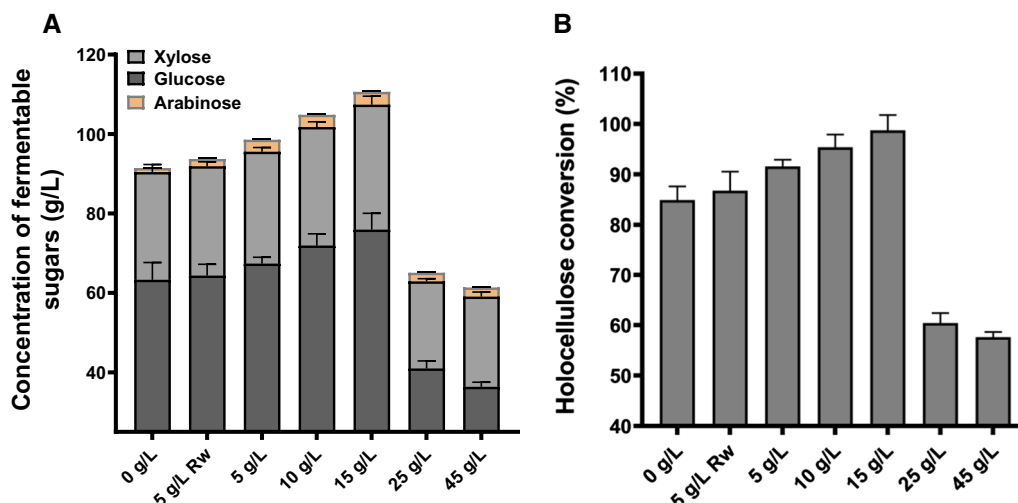 A
Concentration of fermentable
sugars (g/L)
120
100
80
60
40
Xylose
Glucose
Arabinose
0 g/L
5 g/L Rw
5 g/L
10 g/L
15 g/L
25 g/L
45 g/L
B
Holocellulose conversion (%)
110
100
90
80
70
60
50
40
0 g/L
5 g/L Rw
5 g/L
10 g/L
15 g/L
25 g/L
45 g/L